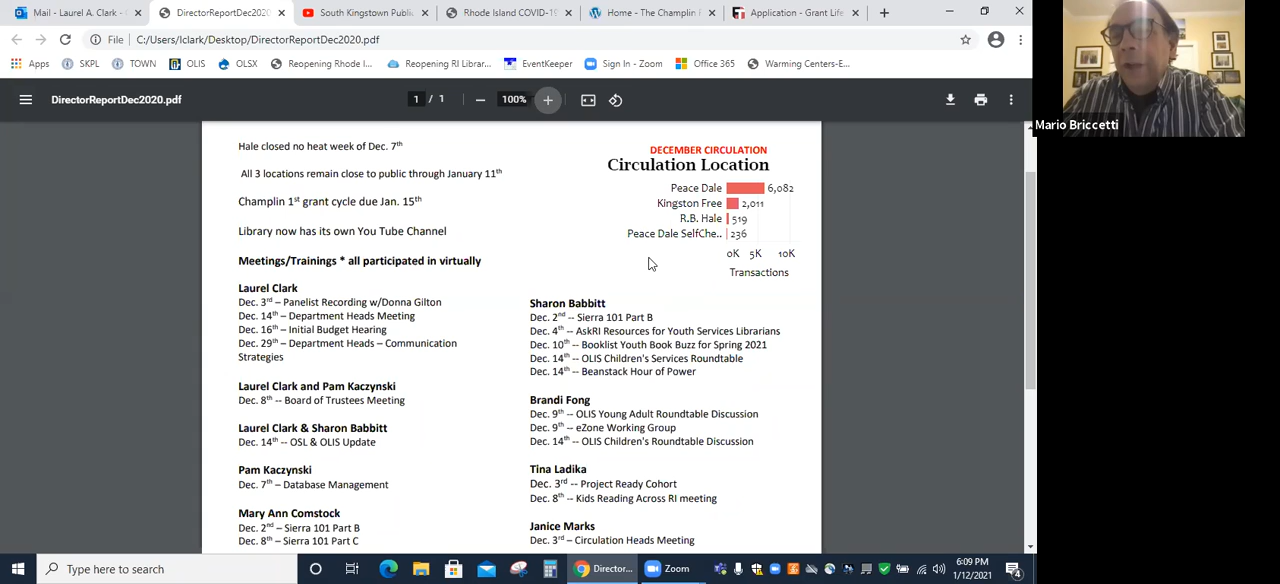 Mail - Laurel A. Clark -
DirectorReportDec2020
South Kingstown Publi
Rhode Island COVID-19
Home - The Champlin F
Application - Grant Life
File
C:/Users/lclark/Desktop/DirectorReportDec2020.pdf
Apps
SKPL
TOWN
OLIS
OLSX
Reopening Rhode I...
Reopening RI Librar...
EventKeeper
Sign In - Zoom
Office 365
Warming Centers-E...
DirectorReportDec2020.pdf
1 / 1
100%
Mario Briccetti
Hale closed no heat week of Dec. 7th
All 3 locations remain close to public through January 11th
Champlin 1st grant cycle due Jan. 15th
Library now has its own You Tube Channel
DECEMBER CIRCULATION
Circulation Location
Peace Dale 6,082
Kingston Free 2,011
R.B. Hale 519
Peace Dale SelfChe.. 236
0K 5K 10K
Transactions
Meetings/Trainings * all participated in virtually
Laurel Clark
Dec. 3rd – Panelist Recording w/Donna Gilton
Dec. 14th – Department Heads Meeting
Dec. 16th – Initial Budget Hearing
Dec. 29th – Department Heads – Communication
Strategies
Laurel Clark and Pam Kaczynski
Dec. 8th -- Board of Trustees Meeting
Laurel Clark & Sharon Babbitt
Dec. 14th -- OSL & OLIS Update
Pam Kaczynski
Dec. 7th – Database Management
Mary Ann Comstock
Dec. 2nd – Sierra 101 Part B
Dec. 8th – Sierra 101 Part C
Sharon Babbitt
Dec. 2nd -- Sierra 101 Part B
Dec. 4th -- AskRI Resources for Youth Services Librarians
Dec. 10th -- Booklist Youth Book Buzz for Spring 2021
Dec. 14th -- OLIS Children's Services Roundtable
Dec. 14th -- Beanstack Hour of Power
Brandi Fong
Dec. 9th -- OLIS Young Adult Roundtable Discussion
Dec. 9th -- eZone Working Group
Dec. 14th -- OLIS Children's Roundtable Discussion
Tina Ladika
Dec. 3rd -- Project Ready Cohort
Dec. 8th -- Kids Reading Across RI meeting
Janice Marks
Dec. 3rd – Circulation Heads Meeting
Type here to search
Director...
Zoom
6:09 PM
1/12/2021
4